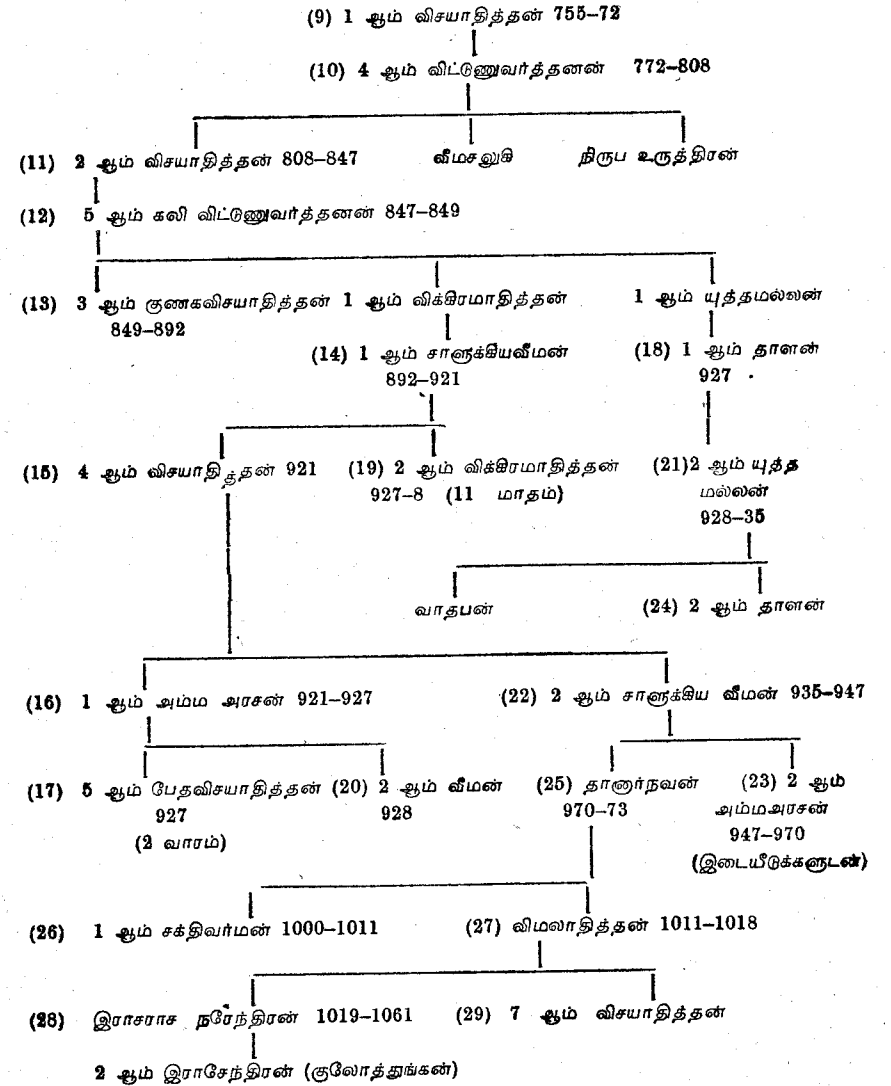 (9) 1 ஆம் விசயாதித்தன் 755–72
(10) 4 ஆம் விட்டுணுவர்த்தனன் 772–808
(11) 2 ஆம் விசயாதித்தன் 808–847 வீமசலுகி நிருப உருத்திரன்
(12) 5 ஆம் கலி விட்டுணுவர்த்தனன் 847–849
(13) 3 ஆம் குணகவிசயாதித்தன் 1 ஆம் விக்கிரமாதித்தன் 1 ஆம் யுத்தமல்லன்
849–892
(14) 1 ஆம் சாளுக்கியவீமன் (18) 1 ஆம் தாளன்
892–921 927
(15) 4 ஆம் விசயாதித்தன் 921 (19) 2 ஆம் விக்கிரமாதித்தன் (21)2 ஆம் யுத்த
927–8 (11 மாதம்) மல்லன்
928–35
வாதபன் (24) 2 ஆம் தாளன்
(16) 1 ஆம் அம்ம அரசன் 921–927 (22) 2 ஆம் சாளுக்கிய வீமன் 935–947
(17) 5 ஆம் பேதவிசயாதித்தன் (20) 2 ஆம் வீமன் (25) தானார்நவன் (23) 2 ஆம்
927 928 970–73 அம்மஅரசன்
(2 வாரம்) 947–970
(இடையீடுக்களுடன்)
(26) 1 ஆம் சக்திவர்மன் 1000–1011 (27) விமலாதித்தன் 1011–1018
(28) இராசராச நரேந்திரன் 1019–1061 (29) 7 ஆம் விசயாதித்தன்
2 ஆம் இராசேந்திரன் (குலோத்துங்கன்)